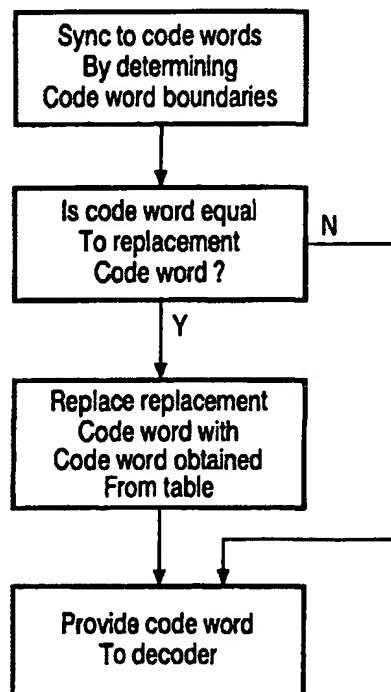 Sync to code words
By determining
Code word boundaries
Is code word equal
To replacement
Code word ?
N
Y
Replace replacement
Code word with
Code word obtained
From table
Provide code word
To decoder